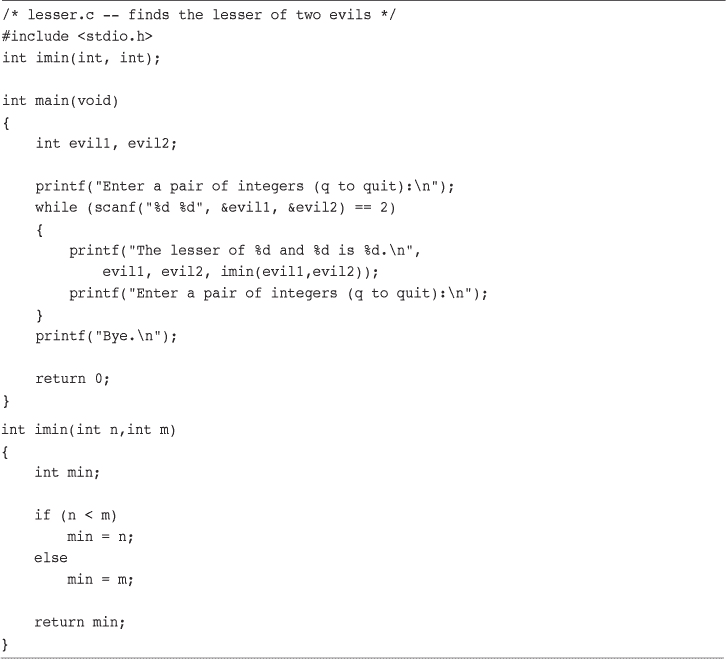 /* lesser.c -- finds the lesser of two evils */
#include <stdio.h>
int imin(int, int);

int main(void)
{
    int evil1, evil2;

    printf("Enter a pair of integers (q to quit):\n");
    while (scanf("%d %d", &evil1, &evil2) == 2)
    {
        printf("The lesser of %d and %d is %d.\n",
            evil1, evil2, imin(evil1,evil2));
        printf("Enter a pair of integers (q to quit):\n");
    }
    printf("Bye.\n");

    return 0;
}
int imin(int n,int m)
{
    int min;

    if (n < m)
        min = n;
    else
        min = m;

    return min;
}